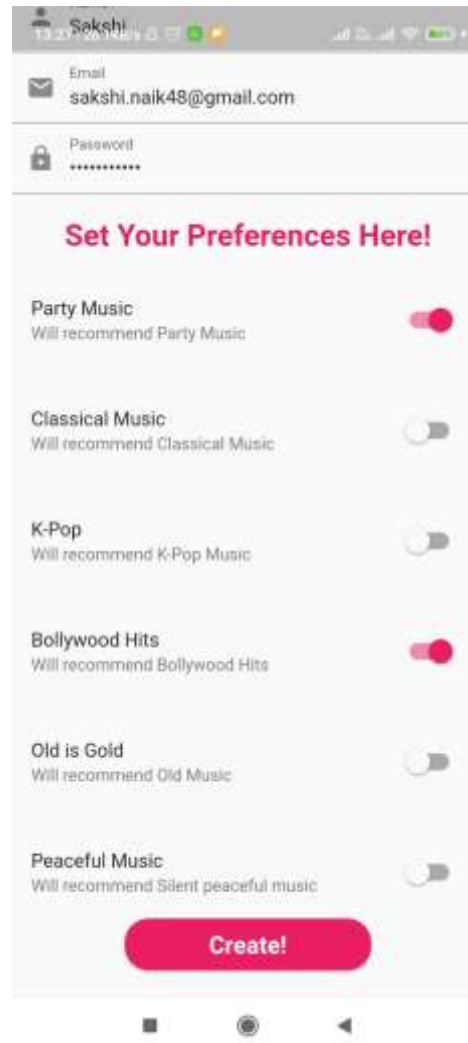 Sakshi
Email
sakshi.naik48@gmail.com
Password
•••••••••••
Set Your Preferences Here!
Party Music
Will recommend Party Music
Classical Music
Will recommend Classical Music
K-Pop
Will recommend K-Pop Music
Bollywood Hits
Will recommend Bollywood Hits
Old is Gold
Will recommend Old Music
Peaceful Music
Will recommend Silent peaceful music
Create!